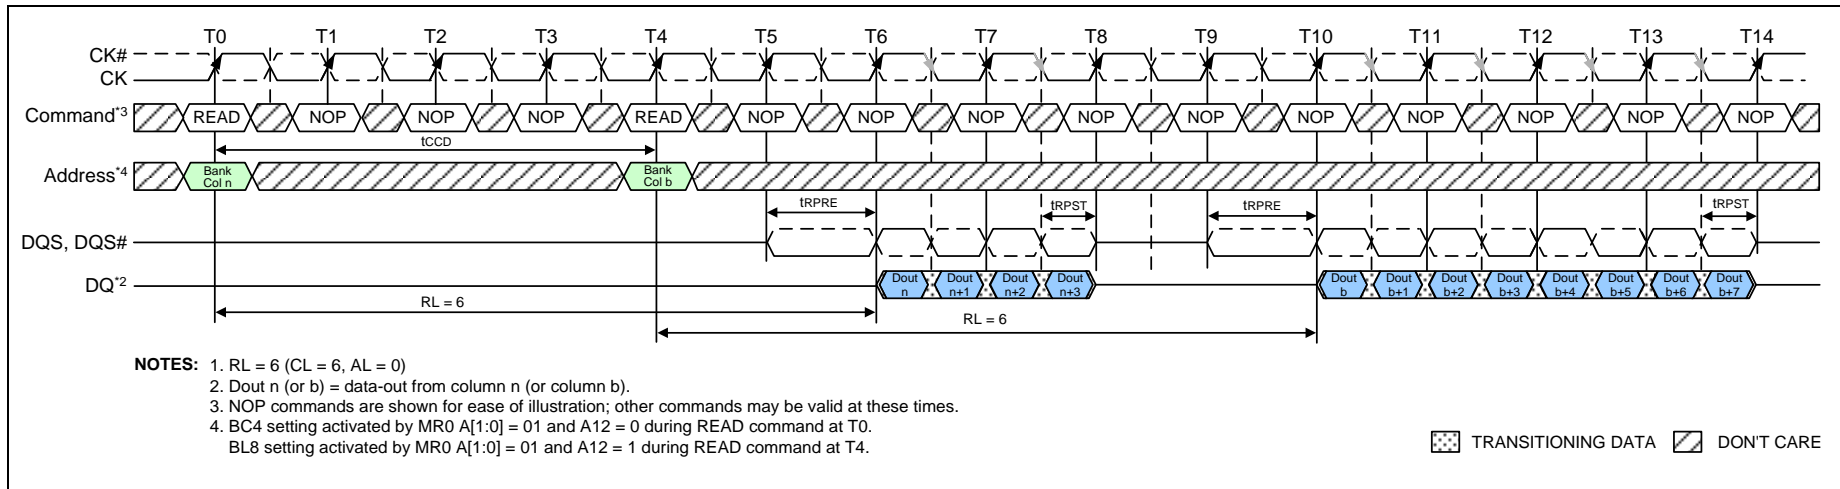 T0 T1 T2 T3 T4 T5 T6 T7 T8 T9 T10 T11 T12 T13 T14
CK#
CK
Command*3 READ NOP NOP NOP READ NOP NOP NOP NOP NOP NOP NOP NOP NOP NOP
tCCD
Address*4 Bank Col n Bank Col b
tRPRE tRPST tRPRE tRPST
DQS, DQS#
DQ*2 Dout n Dout n+1 Dout n+2 Dout n+3 Dout b Dout b+1 Dout b+2 Dout b+3 Dout b+4 Dout b+5 Dout b+6 Dout b+7
RL = 6
RL = 6
NOTES: 1. RL = 6 (CL = 6, AL = 0)
2. Dout n (or b) = data-out from column n (or column b).
3. NOP commands are shown for ease of illustration; other commands may be valid at these times.
4. BC4 setting activated by MR0 A[1:0] = 01 and A12 = 0 during READ command at T0.
BL8 setting activated by MR0 A[1:0] = 01 and A12 = 1 during READ command at T4.
TRANSITIONING DATA DON'T CARE